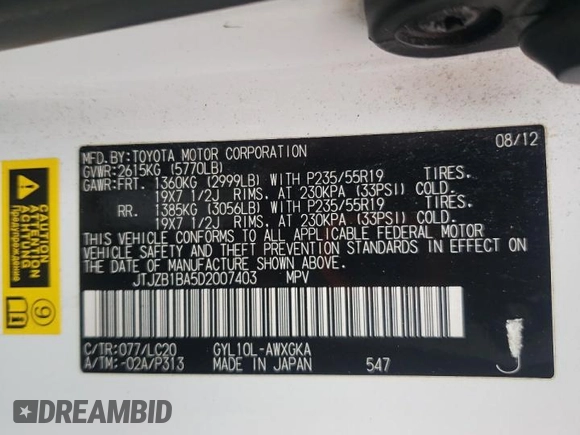 MFD. BY: TOYOTA MOTOR CORPORATION 08/12
GVWR: 2615KG (5770LB)
GAWR: FRT. 1360KG (2999LB) WITH P235/55R19 TIRES.
19X7 1/2J RIMS. AT 230KPA (33PSI) COLD.
RR. 1385KG (3056LB) WITH P235/55R19 TIRES.
19X7 1/2J RIMS. AT 230KPA (33PSI) COLD.
THIS VEHICLE CONFORMS TO ALL APPLICABLE FEDERAL MOTOR
VEHICLE SAFETY AND THEFT PREVENTION STANDARDS IN EFFECT ON
THE DATE OF MANUFACTURE SHOWN ABOVE.
JTJZB1BA5D2007403 MPV
C/TR: 077/LC20 GYL10L-AWXGKA
A/TM: -02A/P313 MADE IN JAPAN 547
CAUTION
ATTENTION
ACHTUNG
Предупреждение
9
DREAMBID